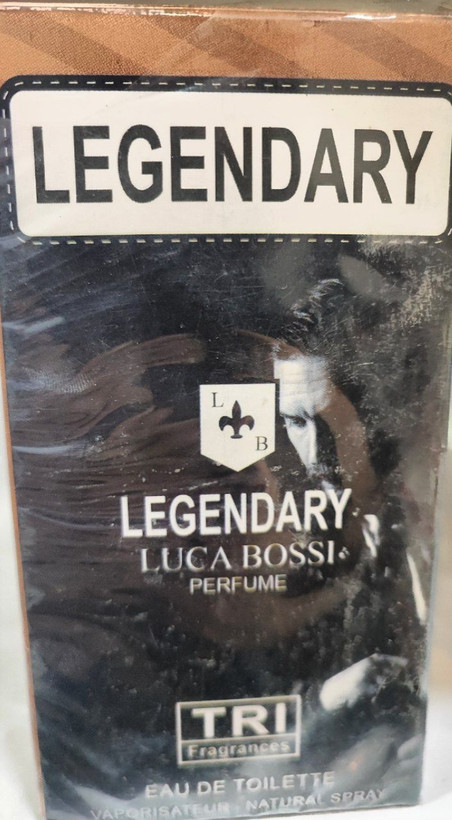 LEGENDARY
L
B
LEGENDARY
LUCA BOSSI
PERFUME
TRI
Fragrances
EAU DE TOILETTE
VAPORISATEUR . NATURAL SPRAY